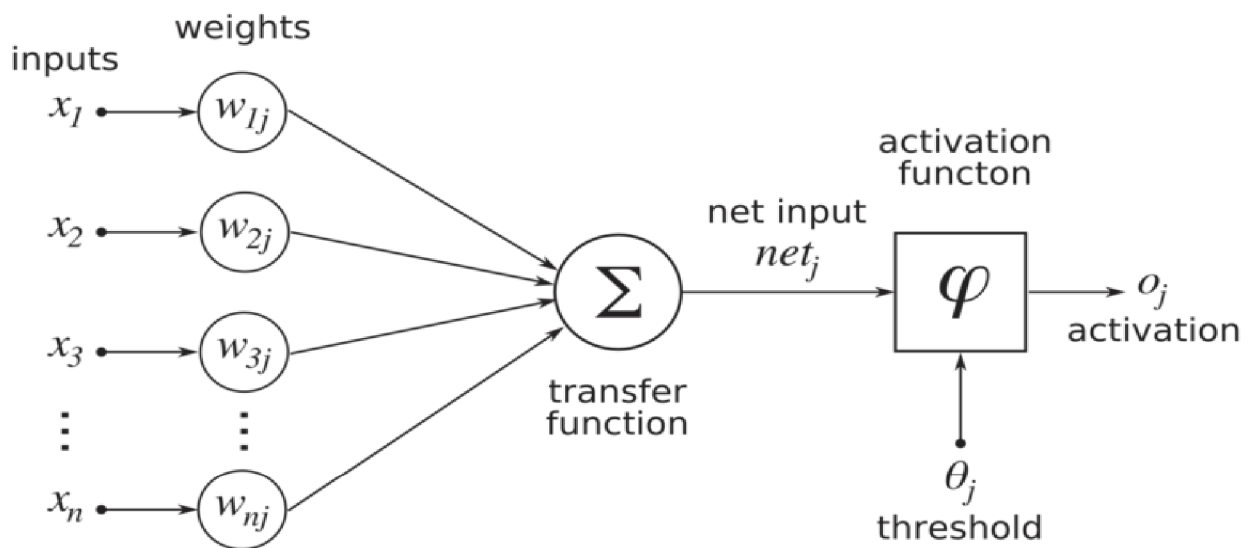 weights
inputs
x1
w1j
x2
w2j
x3
w3j
⋮
⋮
xn
wnj
Σ
transfer
function
net input
netj
activation
functon
φ
oj
activation
θj
threshold